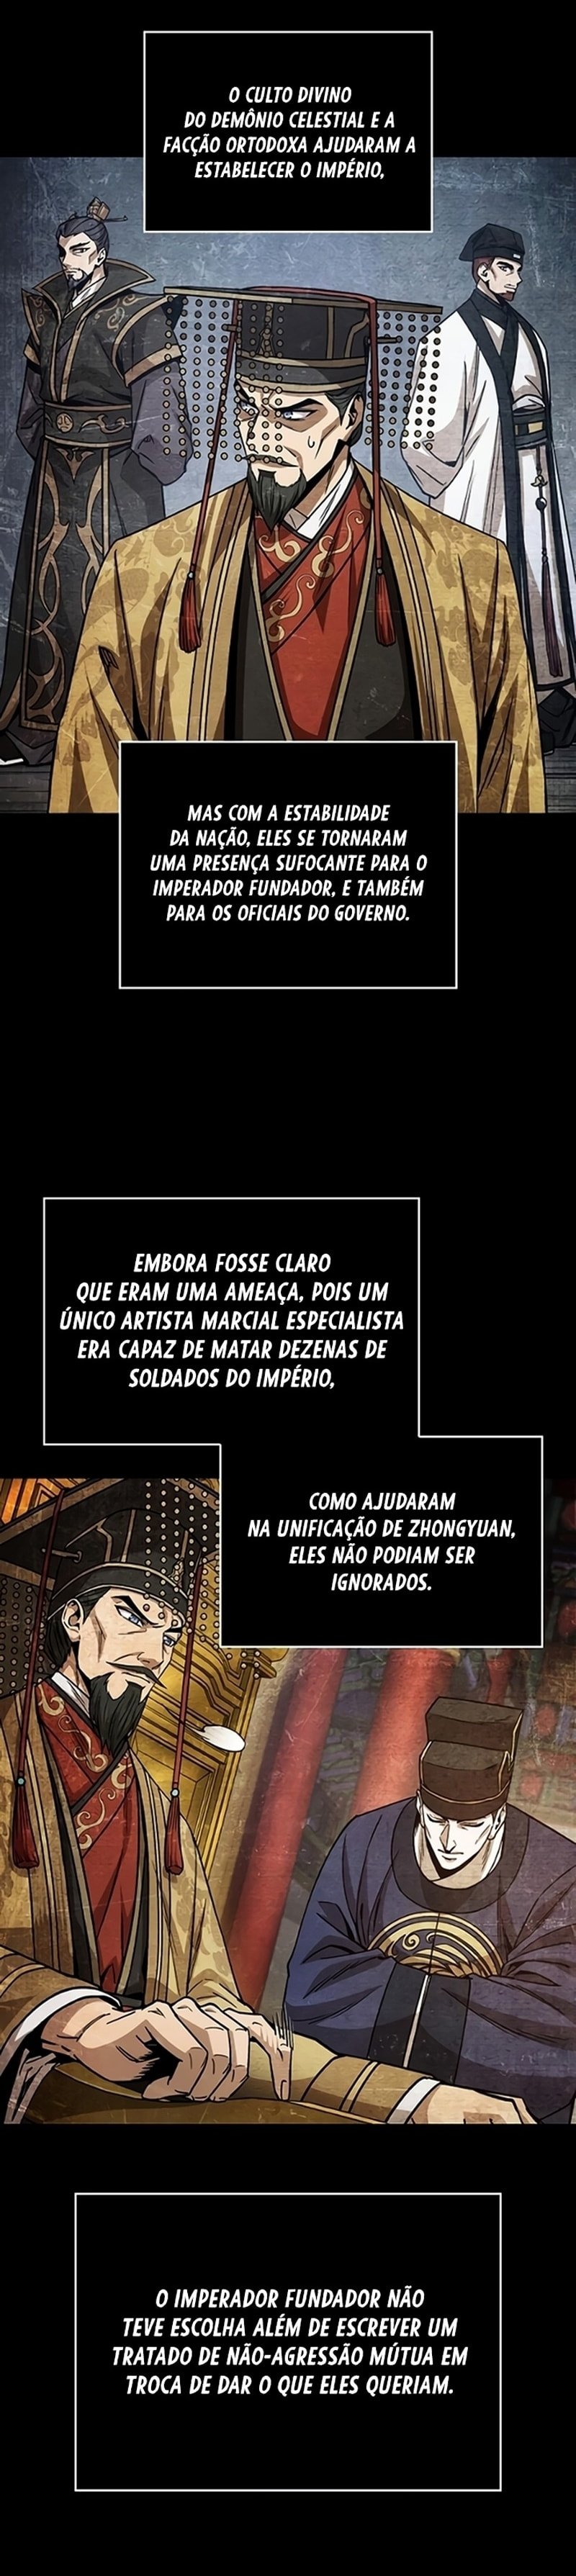 O CULTO DIVINO
DO DEMÔNIO CELESTIAL E A
FACÇÃO ORTODOXA AJUDARAM A
ESTABELECER O IMPÉRIO,
MAS COM A ESTABILIDADE
DA NAÇÃO, ELES SE TORNARAM
UMA PRESENÇA SUFOCANTE PARA O
IMPERADOR FUNDADOR, E TAMBÉM
PARA OS OFICIAIS DO GOVERNO.
EMBORA FOSSE CLARO
QUE ERAM UMA AMEAÇA, POIS UM
ÚNICO ARTISTA MARCIAL ESPECIALISTA
ERA CAPAZ DE MATAR DEZENAS DE
SOLDADOS DO IMPÉRIO,
COMO AJUDARAM
NA UNIFICAÇÃO DE ZHONGYUAN,
ELES NÃO PODIAM SER
IGNORADOS.
O IMPERADOR FUNDADOR NÃO
TEVE ESCOLHA ALÉM DE ESCREVER UM
TRATADO DE NÃO-AGRESSÃO MÚTUA EM
TROCA DE DAR O QUE ELES QUERIAM.